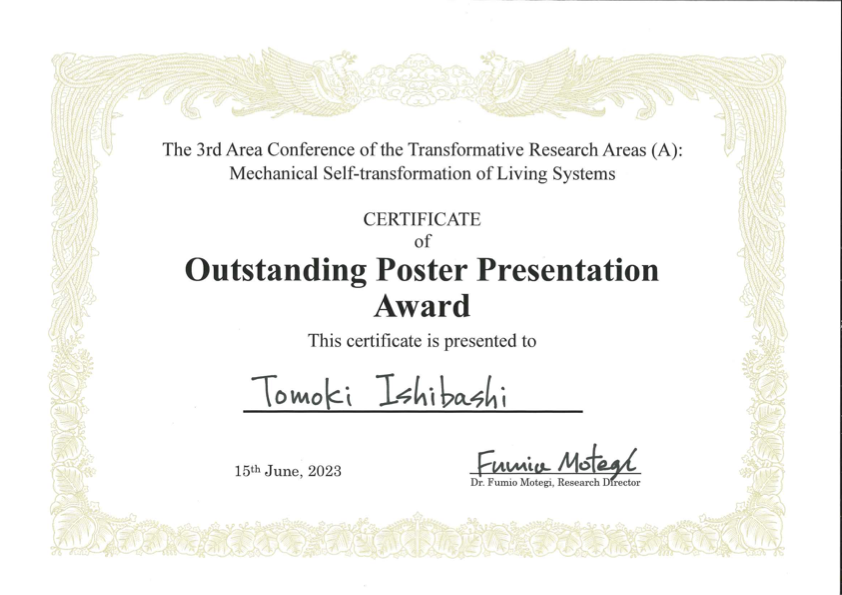 The 3rd Area Conference of the Transformative Research Areas (A):
Mechanical Self-transformation of Living Systems
CERTIFICATE
of
Outstanding Poster Presentation
Award
This certificate is presented to
Tomoki Ishibashi
15th June, 2023
Fumio Motegi
Dr. Fumio Motegi, Research Director